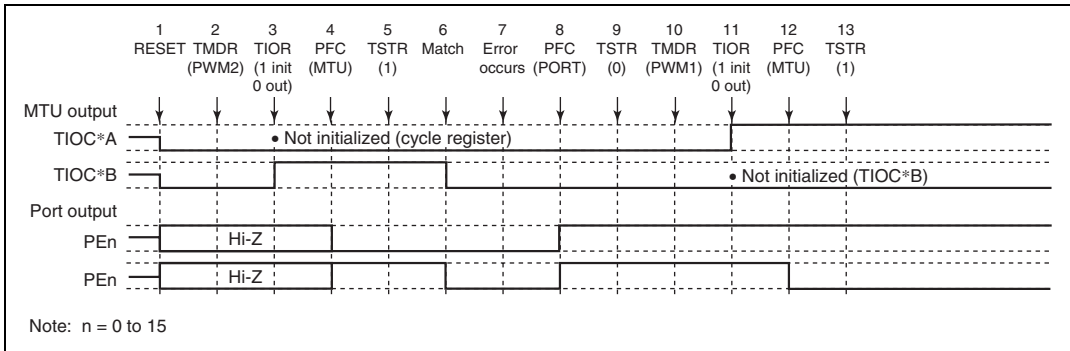 1 2 3 4 5 6 7 8 9 10 11 12 13
RESET TMDR TIOR PFC TSTR Match Error PFC TSTR TMDR TIOR PFC TSTR
(PWM2) (1 init (MTU) (1) occurs (PORT) (0) (PWM1) (1 init (MTU) (1)
0 out) 0 out)
MTU output
TIOC*A • Not initialized (cycle register)
TIOC*B • Not initialized (TIOC*B)
Port output
PEn Hi-Z
PEn Hi-Z
Note: n = 0 to 15